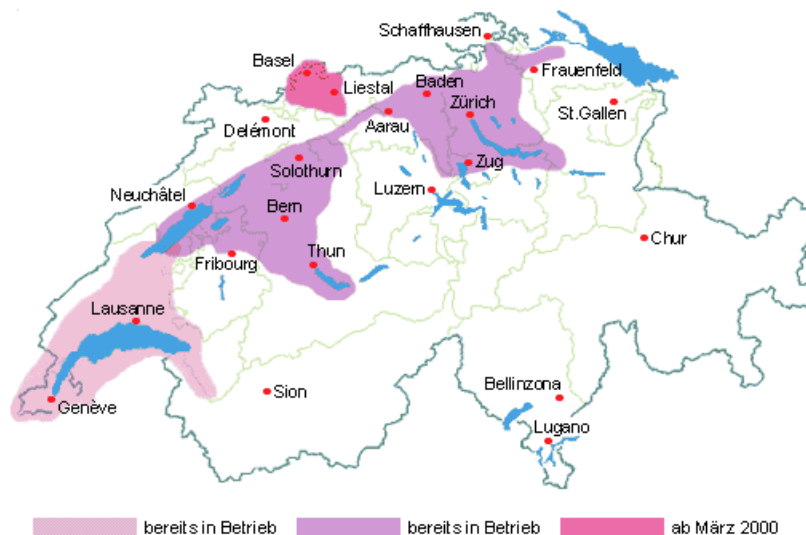 Schaffhausen
Basel
Frauenfeld
Liestal
Baden
Zürich
St.Gallen
Aarau
Delémont
Solothurn
Zug
Luzern
Neuchâtel
Bern
Chur
Thun
Fribourg
Lausanne
Bellinzona
Sion
Genève
Lugano
bereits in Betrieb
bereits in Betrieb
ab März 2000